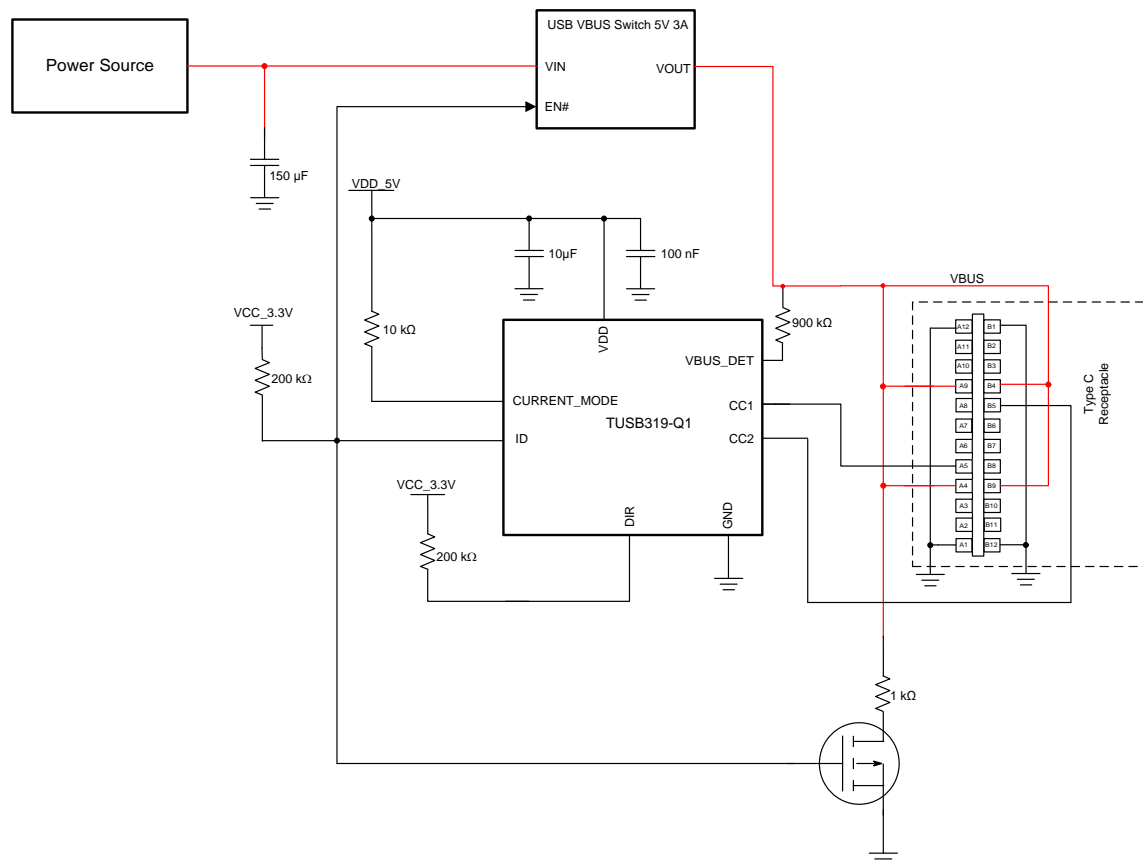 USB VBUS Switch 5V 3A
Power Source
VIN
VOUT
EN#
150 µF
VDD_5V
10µF
100 nF
VBUS
VCC_3.3V
10 kΩ
900 kΩ
VDD
200 kΩ
VBUS_DET
CURRENT_MODE
CC1
TUSB319-Q1
ID
CC2
VCC_3.3V
DIR
GND
200 kΩ
A12
B1
A11
B2
A10
B3
A9
B4
A8
B5
A7
B6
A6
B7
A5
B8
A4
B9
A3
B10
A2
B11
A1
B12
Type C
Receptacle
1 kΩ